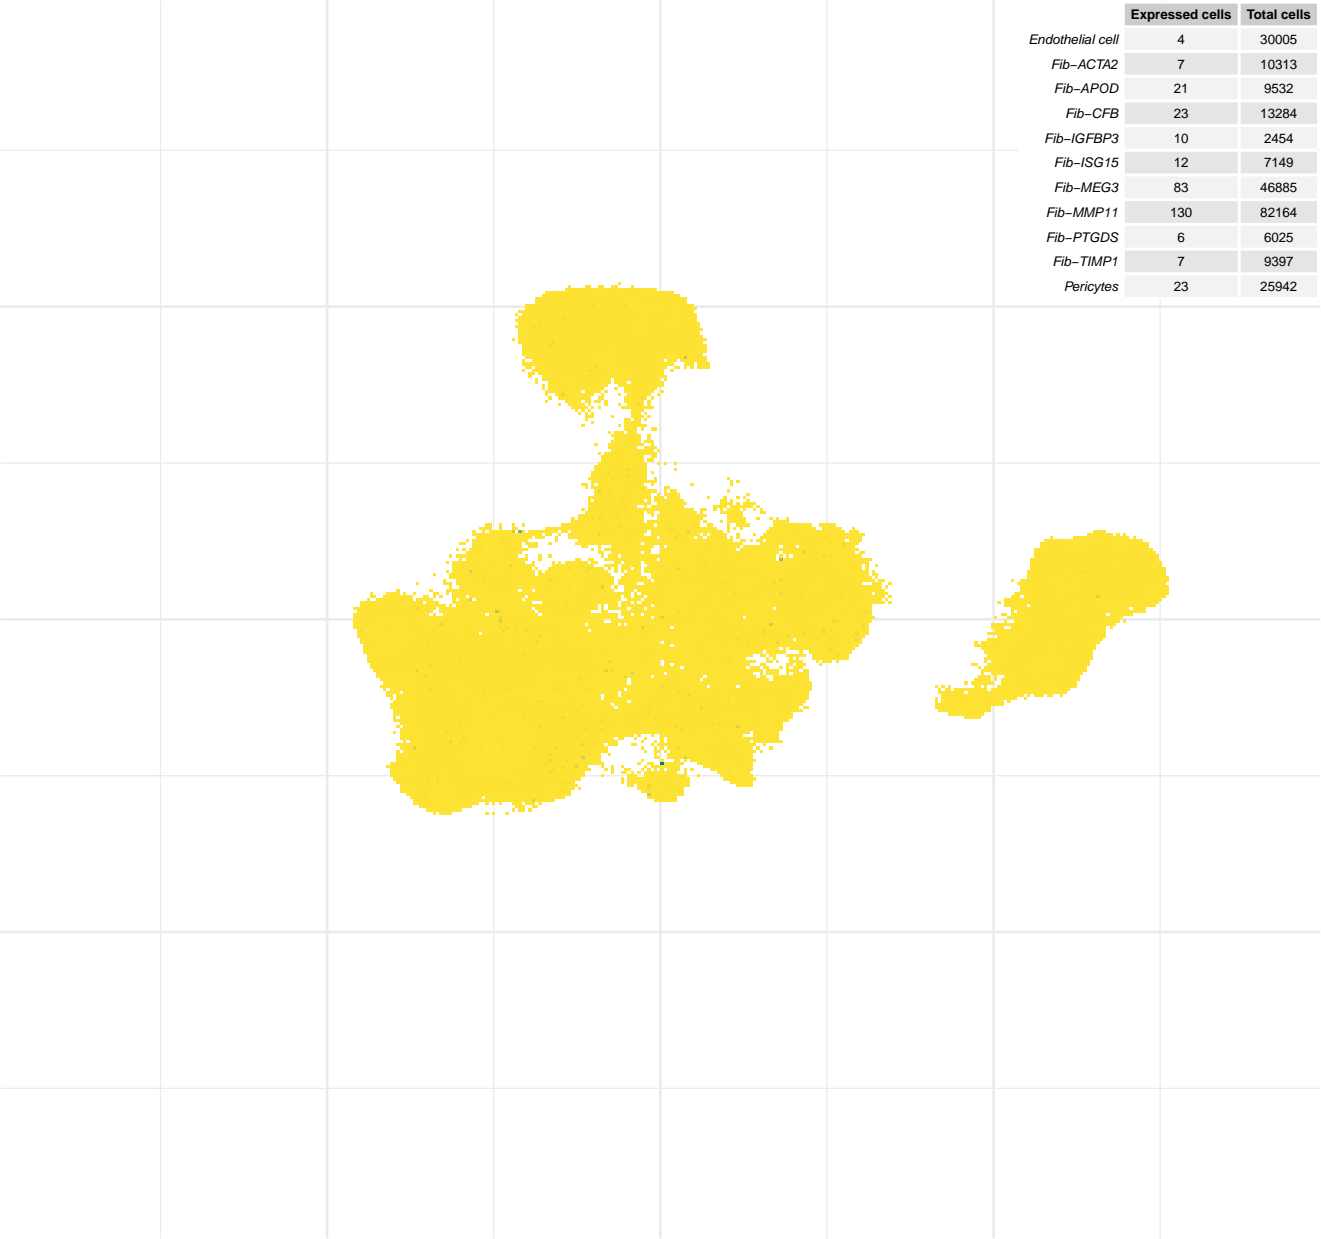 Expressed cells Total cells
Endothelial cell 4 30005
Fib−ACTA2 7 10313
Fib−APOD 21 9532
Fib−CFB 23 13284
Fib−IGFBP3 10 2454
Fib−ISG15 12 7149
Fib−MEG3 83 46885
Fib−MMP11 130 82164
Fib−PTGDS 6 6025
Fib−TIMP1 7 9397
Pericytes 23 25942